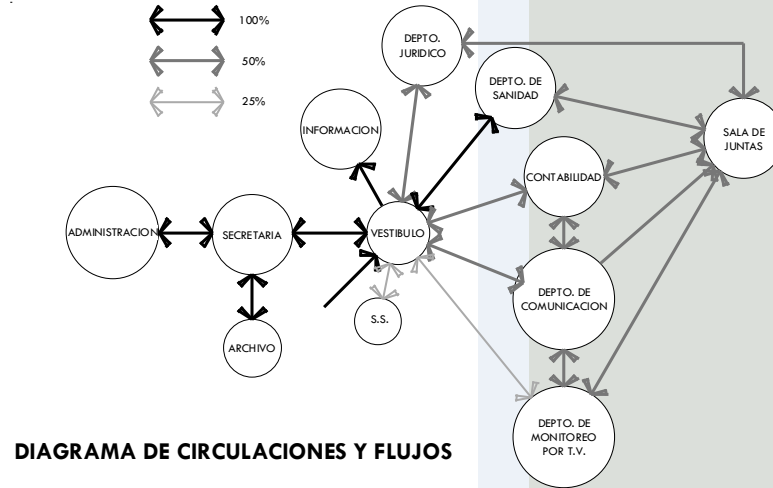 100%
50%
25%
DEPTO.
JURIDICO
DEPTO. DE
SANIDAD
SALA DE
JUNTAS
INFORMACION
CONTABILIDAD
ADMINISTRACION
SECRETARIA
VESTIBULO
DEPTO. DE
COMUNICACION
S.S.
ARCHIVO
DEPTO. DE
MONITOREO
POR T.V.
DIAGRAMA DE CIRCULACIONES Y FLUJOS